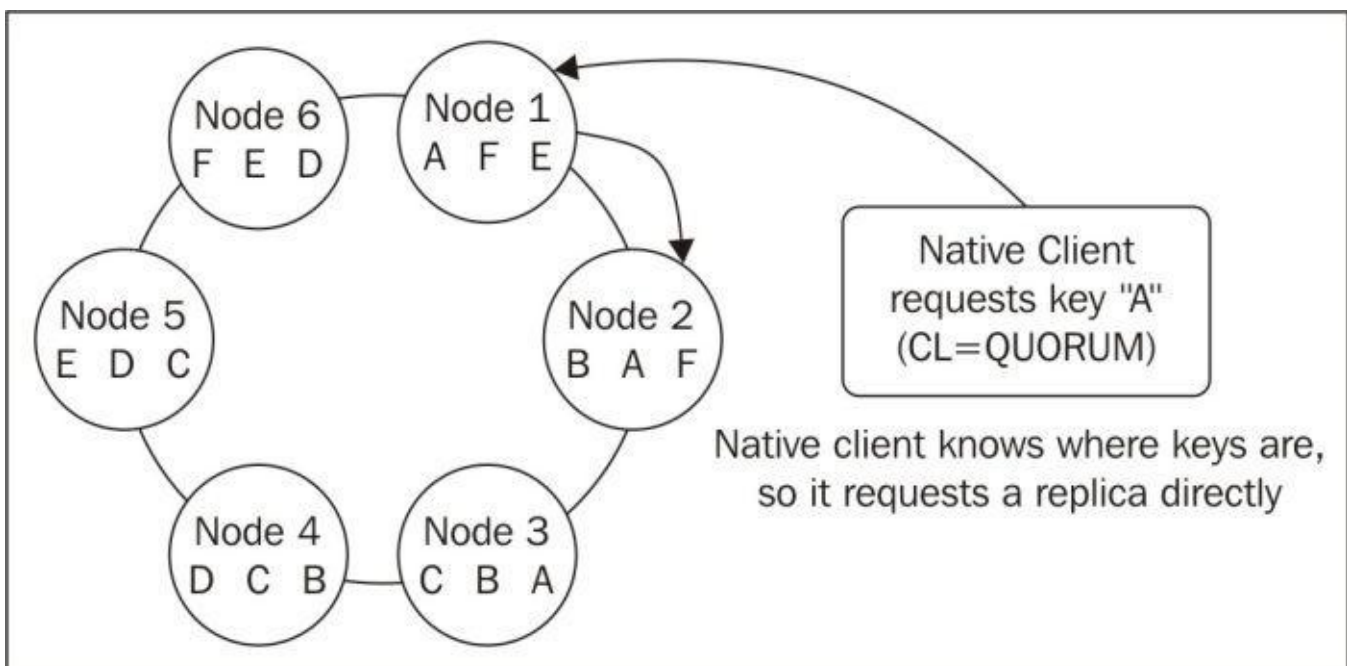 Node 6
F E D
Node 1
A F E
Node 5
E D C
Node 2
B A F
Node 4
D C B
Node 3
C B A
Native Client
requests key "A"
(CL=QUORUM)
Native client knows where keys are,
so it requests a replica directly